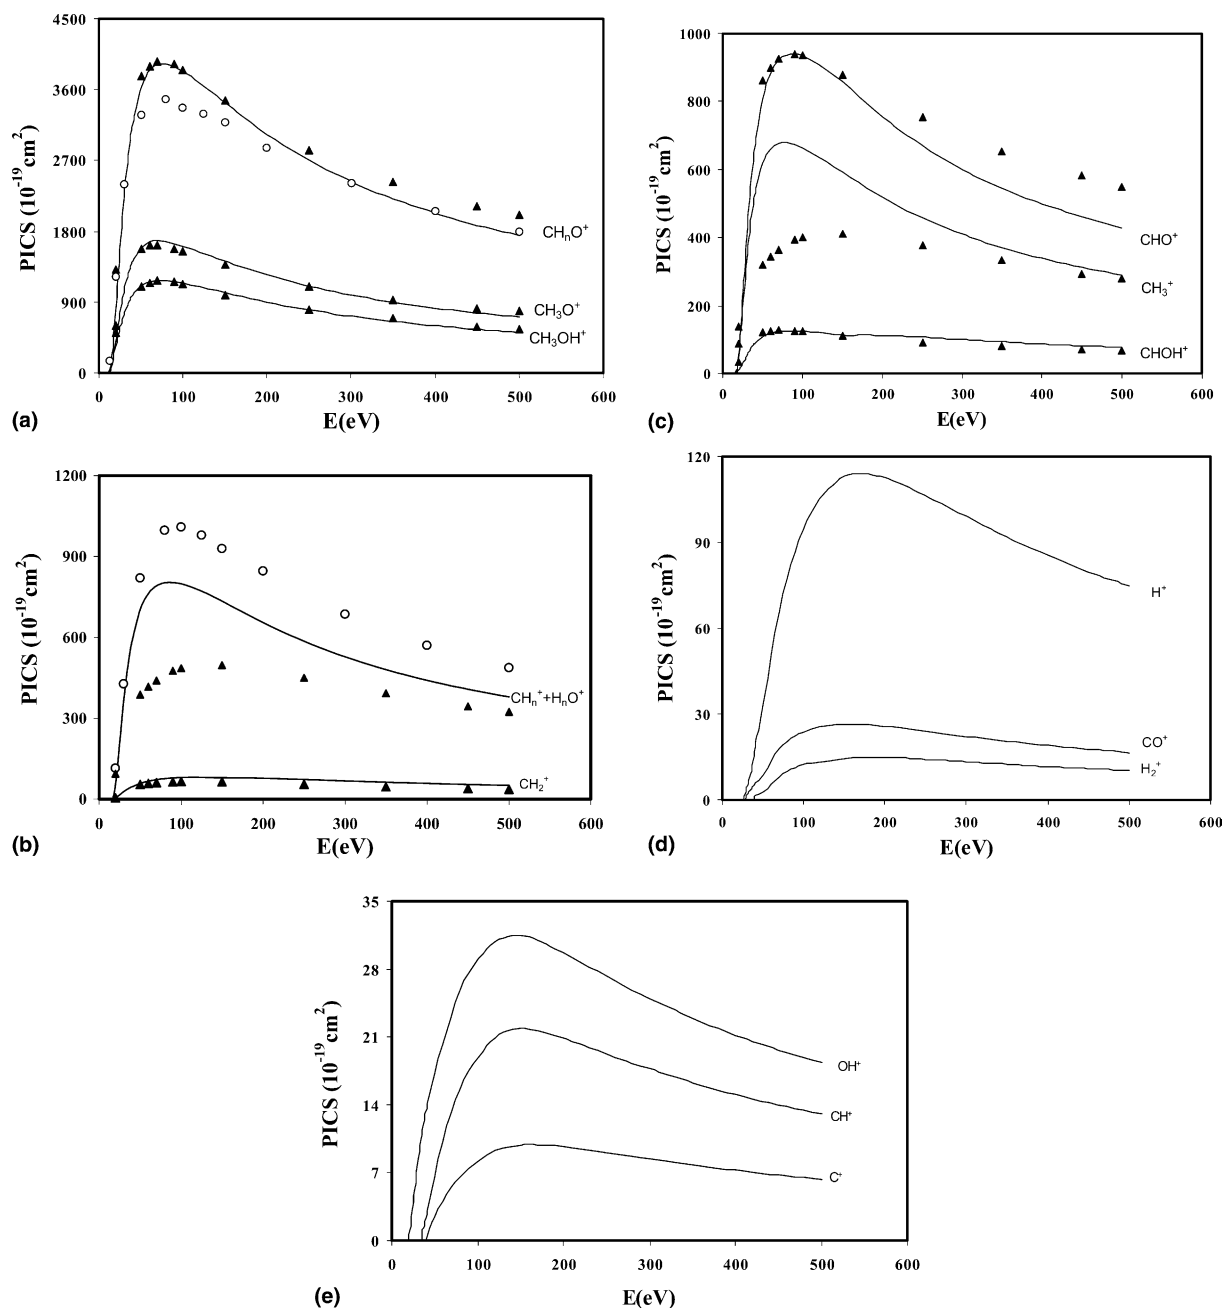 4500
3600
2700
1800
900
0
0 100 200 300 400 500 600
PICS (10⁻¹⁹cm²)
E(eV)
CHₙO⁺
CH₃O⁺
CH₃OH⁺
(a)
1000
800
600
400
200
0
0 100 200 300 400 500 600
PICS (10⁻¹⁹cm²)
E(eV)
CHO⁺
CH₃⁺
CHOH⁺
(c)
1200
900
600
300
0
0 100 200 300 400 500 600
PICS (10⁻¹⁹cm²)
E(eV)
CHₙ⁺+HₙO⁺
CH₂⁺
(b)
120
90
60
30
0
0 100 200 300 400 500 600
PICS (10⁻¹⁹cm²)
E(eV)
H⁺
CO⁺
H₂⁺
(d)
35
28
21
14
7
0
0 100 200 300 400 500 600
PICS (10⁻¹⁹cm²)
E(eV)
OH⁺
CH⁺
C⁺
(e)